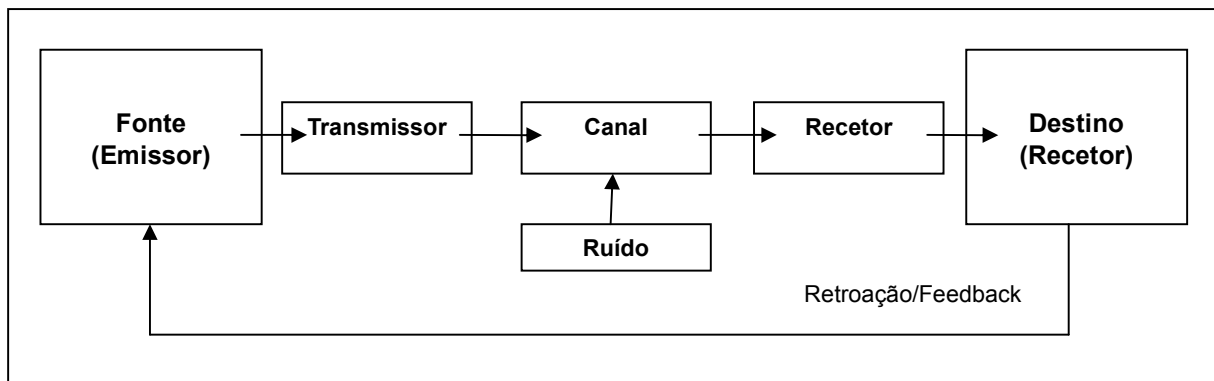 Fonte
(Emissor)
Transmissor
Canal
Recetor
Destino
(Recetor)
Ruído
Retroação/Feedback